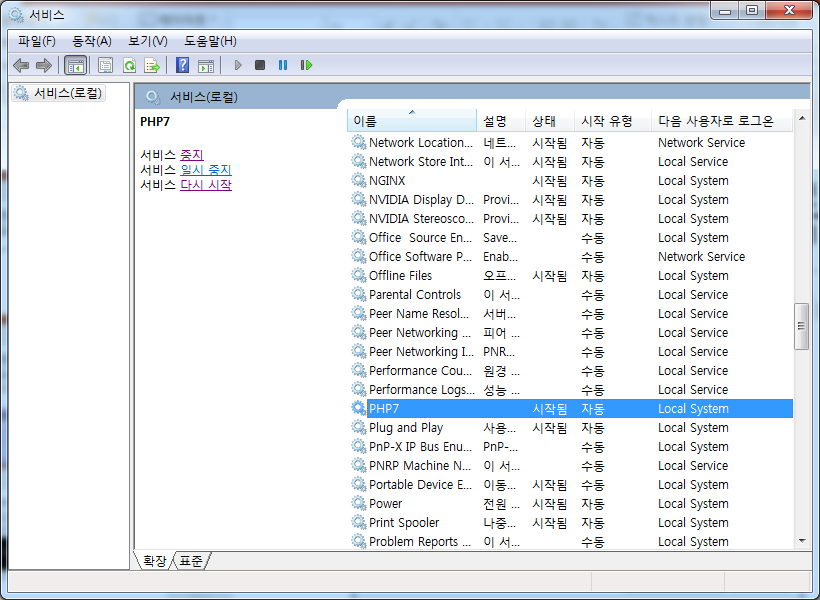 서비스
파일(F) 동작(A) 보기(V) 도움말(H)
서비스(로컬)
서비스(로컬)
PHP7
서비스 중지
서비스 일시 중지
서비스 다시 시작
이름 설명 상태 시작 유형 다음 사용자로 로그온
Network Location... 네트... 시작됨 자동 Network Service
Network Store Int... 이 서... 시작됨 자동 Local Service
NGINX 시작됨 자동 Local System
NVIDIA Display D... Provi... 시작됨 자동 Local System
NVIDIA Stereosco... Provi... 시작됨 자동 Local System
Office Source En... Save... 수동 Local System
Office Software P... Enab... 수동 Network Service
Offline Files 오프... 시작됨 자동 Local System
Parental Controls 이 서... 수동 Local Service
Peer Name Resol... 서버... 수동 Local Service
Peer Networking ... 피어 ... 수동 Local Service
Peer Networking I... PNR... 수동 Local Service
Performance Cou... 원경 ... 수동 Local Service
Performance Logs... 성능 ... 수동 Local Service
PHP7 시작됨 자동 Local System
Plug and Play 사용... 시작됨 자동 Local System
PnP-X IP Bus Enu... PnP-... 수동 Local System
PNRP Machine N... 이 서... 수동 Local Service
Portable Device E... 이동... 시작됨 수동 Local System
Power 전원 ... 시작됨 자동 Local System
Print Spooler 나중... 시작됨 자동 Local System
Problem Reports ... 이 서... 수동 Local System
확장 표준